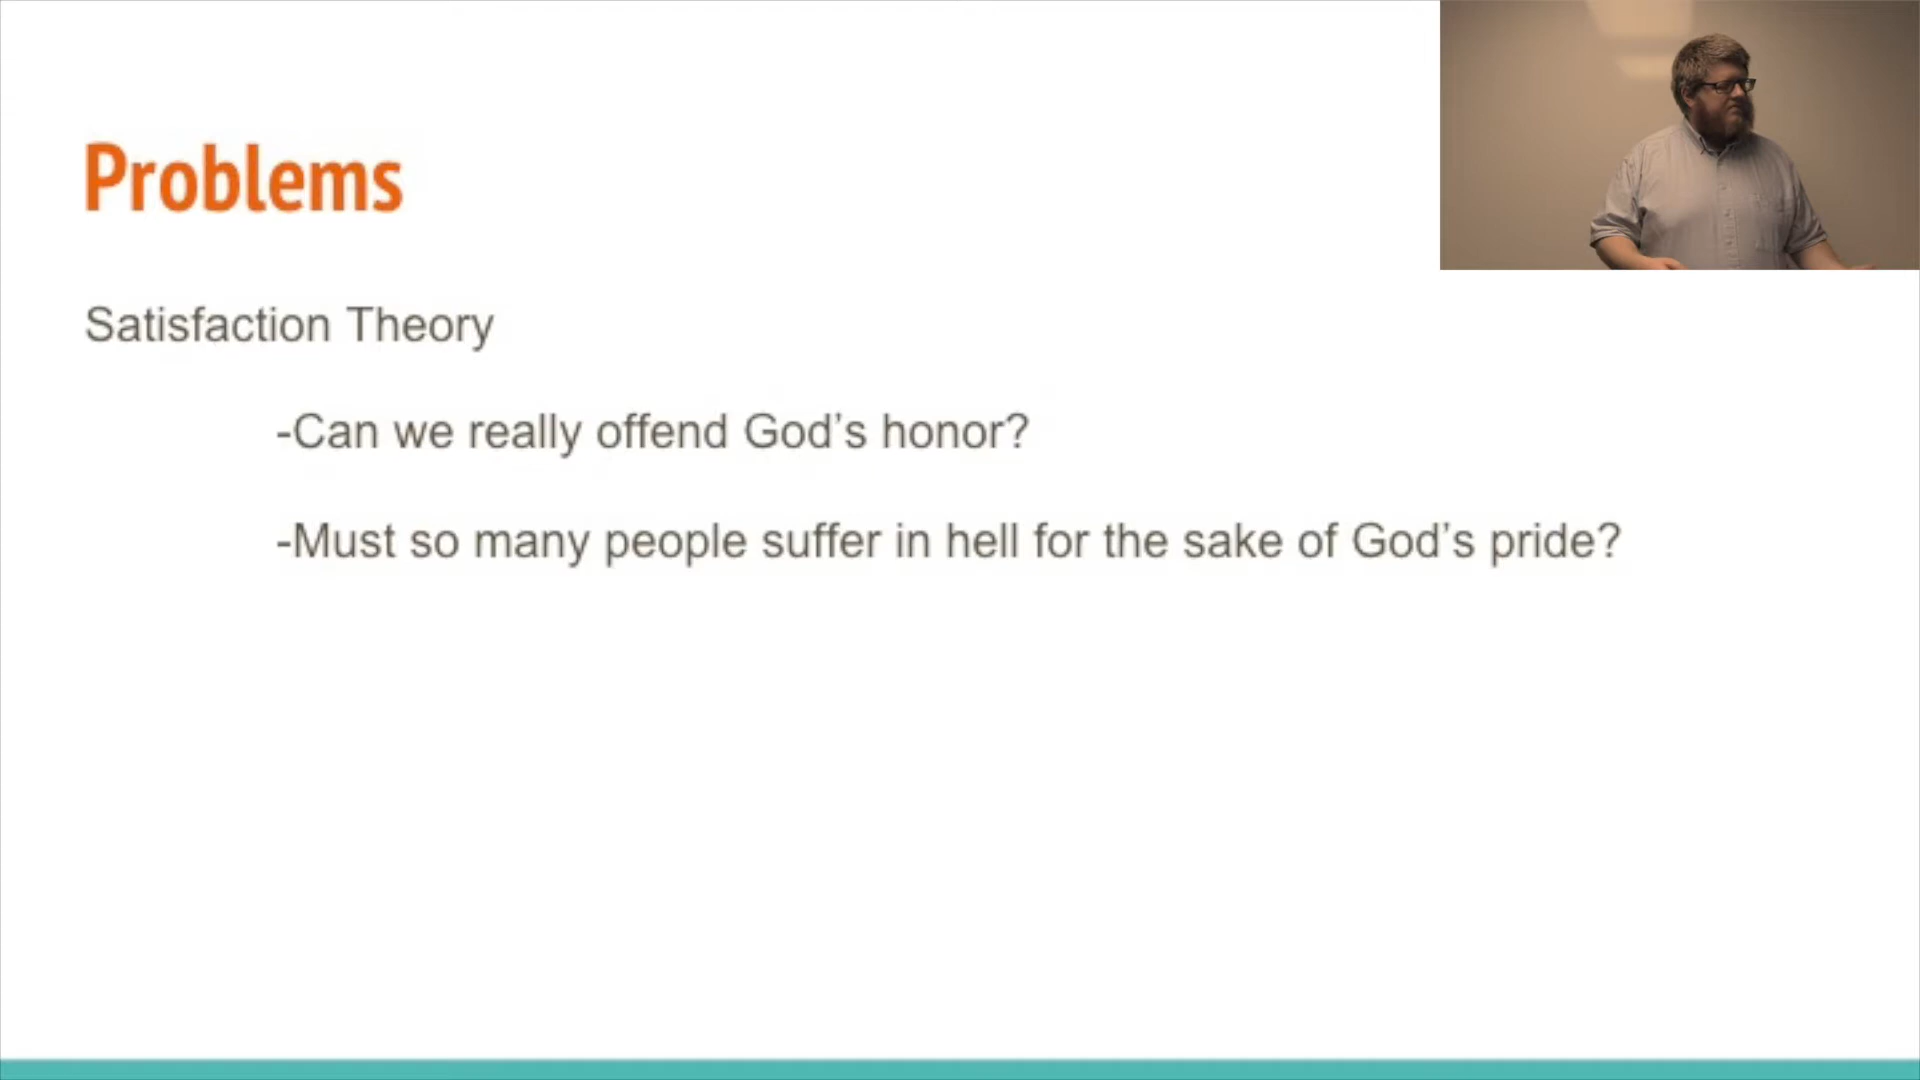 Problems
Satisfaction Theory
-Can we really offend God’s honor?
-Must so many people suffer in hell for the sake of God’s pride?